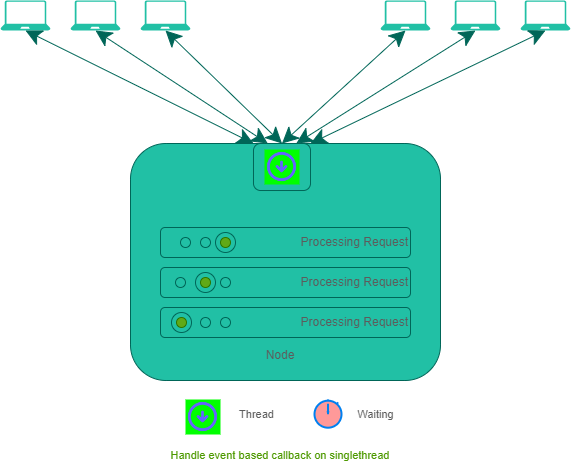 Processing Request
Processing Request
Processing Request
Node
Thread
Waiting
Handle event based callback on singlethread